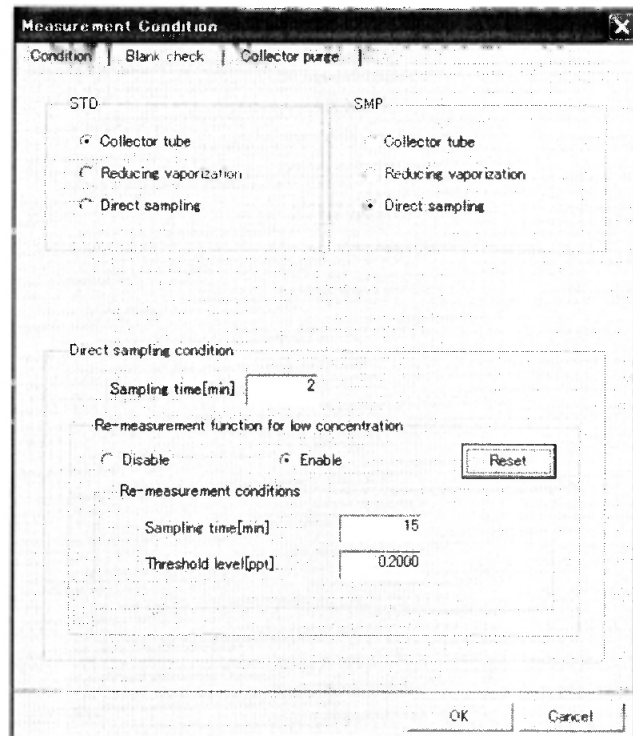 Measurement Condition
Condition | Blank check | Collector purge |
STD
Collector tube
Reducing vaporization
Direct sampling
SMP
Collector tube
Reducing vaporization
Direct sampling
Direct sampling condition
Sampling time[min] 2
Re-measurement function for low concentration
Disable Enable Reset
Re-measurement conditions
Sampling time[min] 15
Threshold level[ppt] 0.2000
OK Cancel